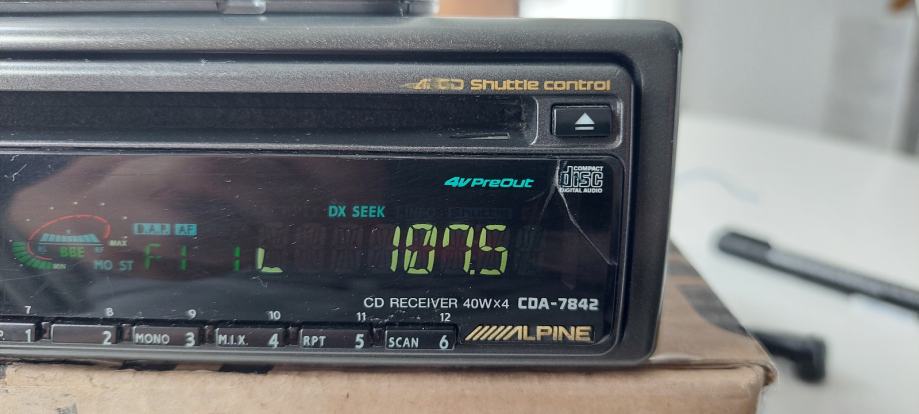 CD Shuttle control
4V PreOut
COMPACT
disc
DIGITAL AUDIO
DX SEEK
D.A.P. AF
MAX
BBE
MIN
MO ST F1 1 L 107.5
CD RECEIVER 40W×4 CDA-7842
7 8 9 10 11 12
1 2 MONO 3 M.I.X. 4 RPT 5 SCAN 6
ALPINE